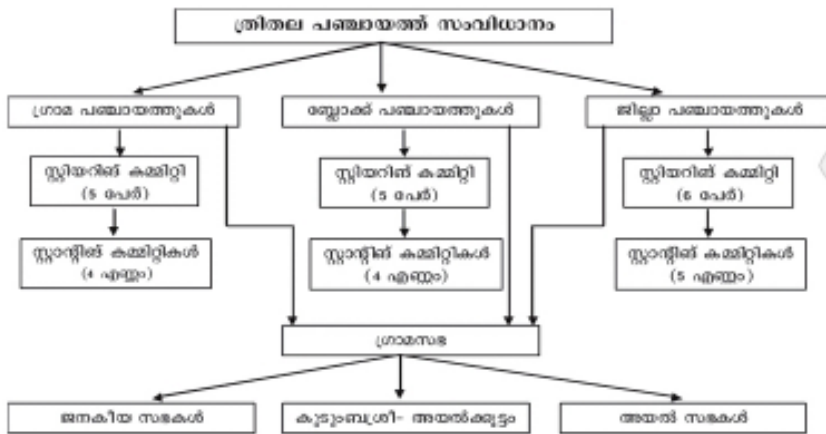 ത്രിതല പഞ്ചായത്ത് സംവിധാനം
ഗ്രാമ പഞ്ചായത്തുകൾ
ബ്ലോക്ക് പഞ്ചായത്തുകൾ
ജില്ലാ പഞ്ചായത്തുകൾ
സ്റ്റിയറിങ് കമ്മിറ്റി
(5 പേർ)
സ്റ്റിയറിങ് കമ്മിറ്റി
(5 പേർ)
സ്റ്റിയറിങ് കമ്മിറ്റി
(6 പേർ)
സ്റ്റാന്റിങ് കമ്മിറ്റികൾ
(4 എണ്ണം)
സ്റ്റാന്റിങ് കമ്മിറ്റികൾ
(4 എണ്ണം)
സ്റ്റാന്റിങ് കമ്മിറ്റികൾ
(5 എണ്ണം)
ഗ്രാമസഭ
ജനകീയ സഭകൾ
കുടുംബശ്രീ- അയൽക്കൂട്ടം
അയൽ സഭകൾ